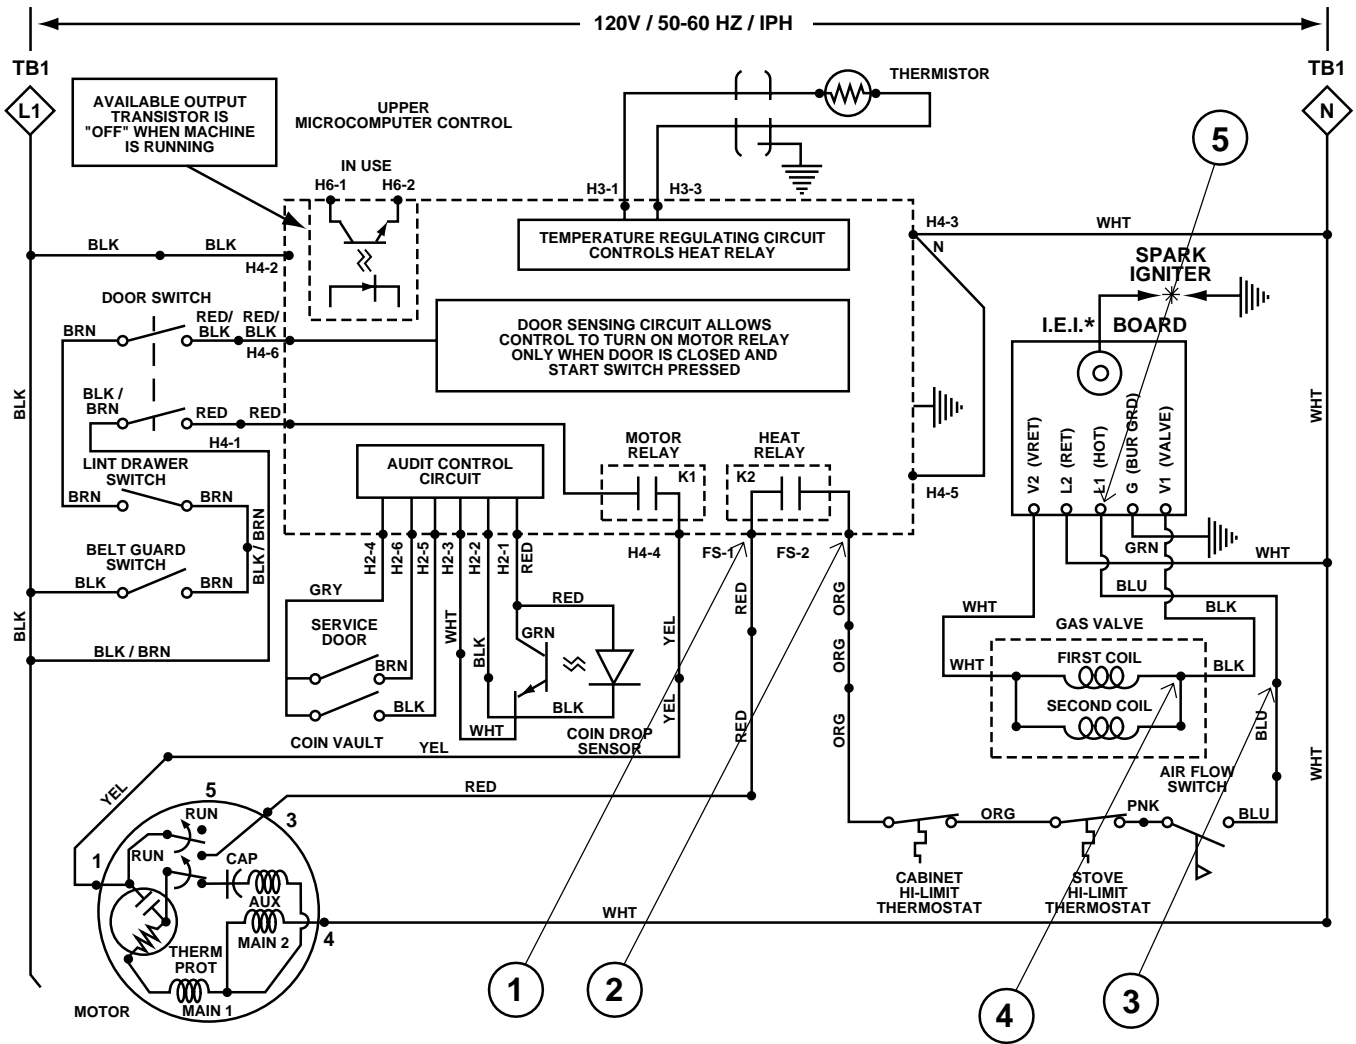 120V / 50-60 HZ / IPH
TB1
L1
TB1
N
AVAILABLE OUTPUT
TRANSISTOR IS
"OFF" WHEN MACHINE
IS RUNNING
UPPER
MICROCOMPUTER CONTROL
THERMISTOR
5
IN USE
H6-1
H6-2
H3-1
H3-3
H4-3
WHT
N
TEMPERATURE REGULATING CIRCUIT
CONTROLS HEAT RELAY
BLK
BLK
H4-2
SPARK
IGNITER
DOOR SWITCH
BRN
RED/
BLK
RED/
BLK
H4-6
DOOR SENSING CIRCUIT ALLOWS
CONTROL TO TURN ON MOTOR RELAY
ONLY WHEN DOOR IS CLOSED AND
START SWITCH PRESSED
I.E.I.* BOARD
BLK
BLK /
BRN
RED
RED
H4-1
WHT
V2 (VRET)
L2 (RET)
L1 (HOT)
G (BUR GRD)
V1 (VALVE)
MOTOR
RELAY
HEAT
RELAY
K1
K2
AUDIT CONTROL
CIRCUIT
LINT DRAWER
SWITCH
BRN
BRN
H4-5
BLK / BRN
BELT GUARD
SWITCH
BLK
BRN
H2-4
H2-6
H2-5
H2-3
H2-2
H2-1
RED
H4-4
FS-1
FS-2
GRN
WHT
BLU
GRY
RED
RED
ORG
WHT
BLK
BLK
SERVICE
DOOR
WHT
GRN
YEL
GAS VALVE
BLK / BRN
BRN
BLK
ORG
WHT
FIRST COIL
BLK
BLK
BLK
YEL
SECOND COIL
WHT
RED
ORG
BLU
COIN VAULT
YEL
COIN DROP
SENSOR
WHT
AIR FLOW
SWITCH
YEL
5
RED
RUN
3
ORG
PNK
BLU
1
RUN
CAP
CABINET
HI-LIMIT
THERMOSTAT
STOVE
HI-LIMIT
THERMOSTAT
AUX
WHT
MAIN 2
4
THERM
PROT
MAIN 1
MOTOR
1
2
4
3